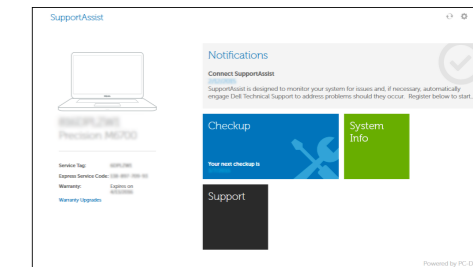 SupportAssist
Notifications
Connect SupportAssist
SupportAssist is designed to monitor your system for issues and, if necessary, automatically
engage Dell Technical Support to address problems should they occur. Register below to start.
Precision M6700
Checkup
Your next checkup is
System
Info
Service Tag:
Express Service Code:
Warranty: Expires on
Warranty Upgrades
Support
Powered by PC-D